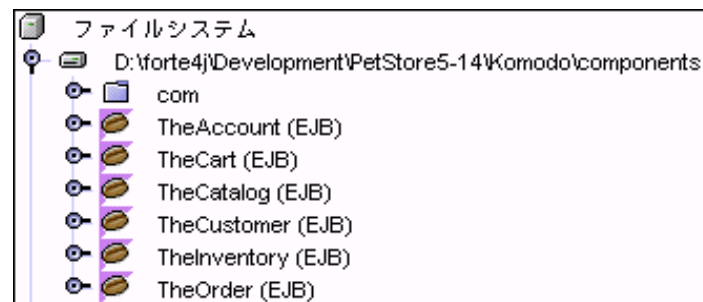 ファイルシステム
D:\forte4j\Development\PetStore5-14\Komodo\components
com
TheAccount (EJB)
TheCart (EJB)
TheCatalog (EJB)
TheCustomer (EJB)
TheInventory (EJB)
TheOrder (EJB)